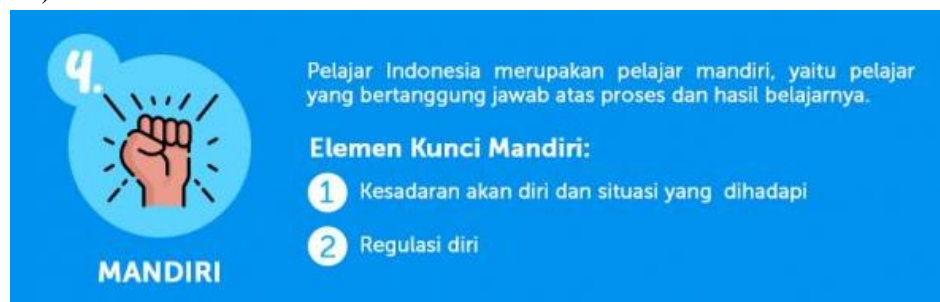 4.
MANDIRI
Pelajar Indonesia merupakan pelajar mandiri, yaitu pelajar
yang bertanggung jawab atas proses dan hasil belajarnya.
Elemen Kunci Mandiri:
1 Kesadaran akan diri dan situasi yang dihadapi
2 Regulasi diri